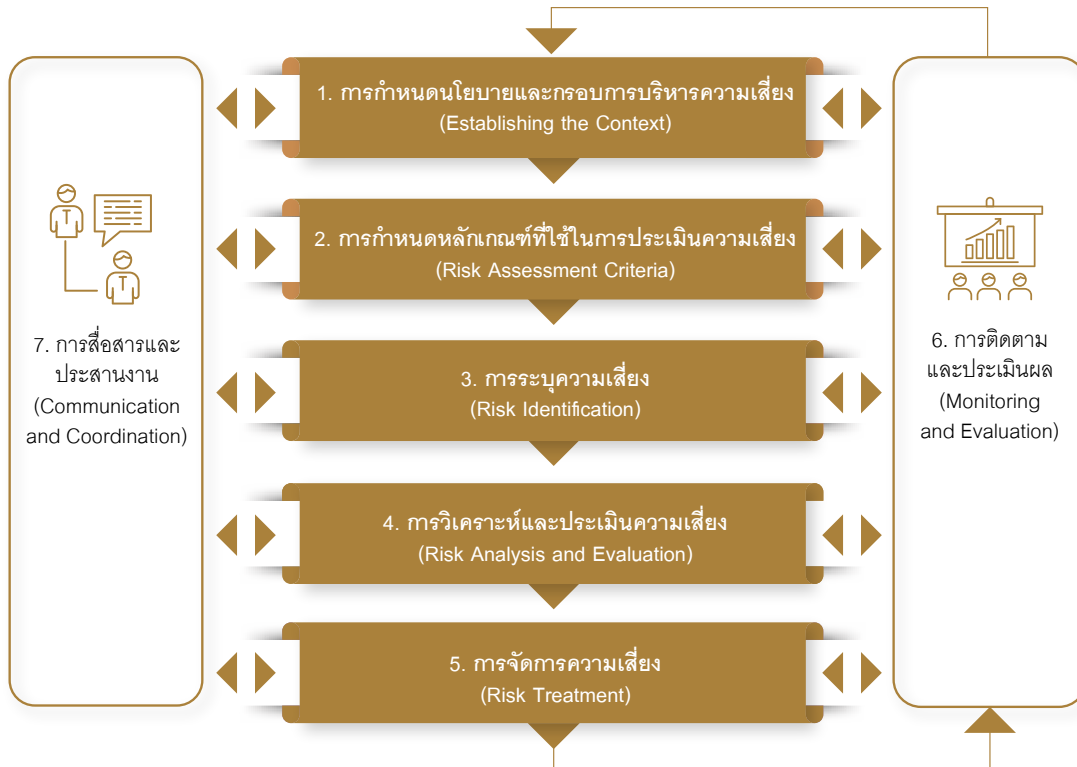 1. การกำหนดนโยบายและกรอบการบริหารความเสี่ยง
(Establishing the Context)
2. การกำหนดหลักเกณฑ์ที่ใช้ในการประเมินความเสี่ยง
(Risk Assessment Criteria)
3. การระบุความเสี่ยง
(Risk Identification)
4. การวิเคราะห์และประเมินความเสี่ยง
(Risk Analysis and Evaluation)
5. การจัดการความเสี่ยง
(Risk Treatment)
6. การติดตาม
และประเมินผล
(Monitoring
and Evaluation)
7. การสื่อสารและ
ประสานงาน
(Communication
and Coordination)